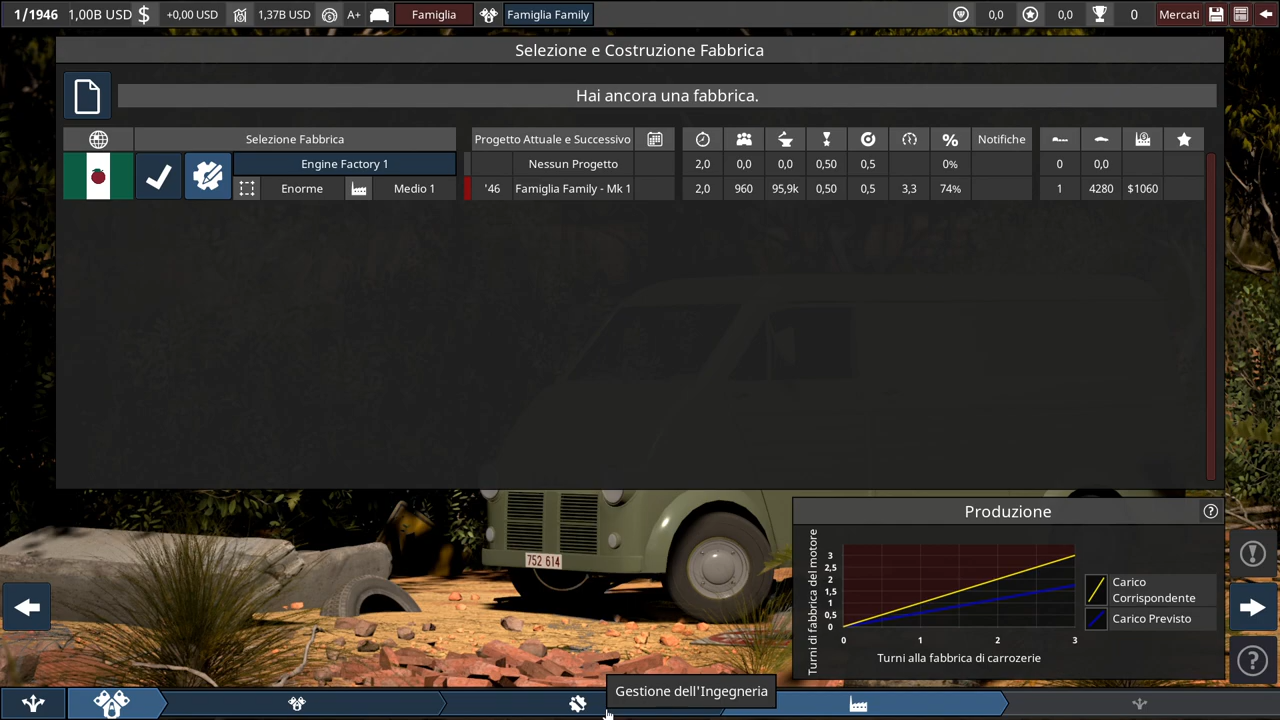 1/1946 1,00B USD $ +0,00 USD 1,37B USD A+ Famiglia Famiglia Family 0,0 0,0 0 Mercati
Selezione e Costruzione Fabbrica
Hai ancora una fabbrica.
Selezione Fabbrica Progetto Attuale e Successivo % Notifiche
Engine Factory 1 Nessun Progetto 2,0 0,0 0,0 0,50 0,5 0% 0 0,0
Enorme Medio 1 '46 Famiglia Family - Mk 1 2,0 960 95,9k 0,50 0,5 3,3 74% 1 4280 $1060
752 614
Produzione ?
Turni di fabbrica del motore
3
2,5
2
1,5
1
0,5
0
0 1 2 3
Turni alla fabbrica di carrozerie
Carico
Corrispondente
Carico Previsto
!
?
Gestione dell'Ingegneria